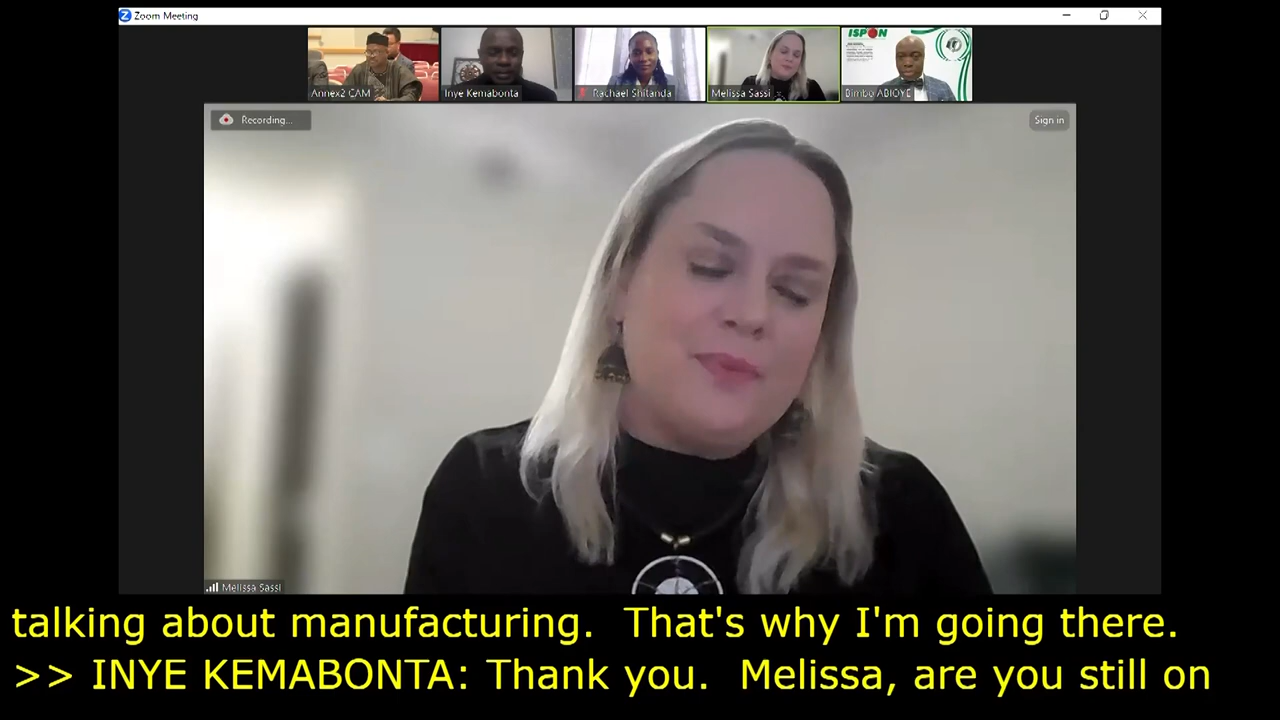 Zoom Meeting
Annex2 CAM
Inye Kemabonta
Rachael Shitanda
Melissa Sassi
ISPON
Bimbo ABIOYE
Recording...
Sign in
Melissa Sassi
talking about manufacturing.  That's why I'm going there.
>> INYE KEMABONTA: Thank you.  Melissa, are you still on